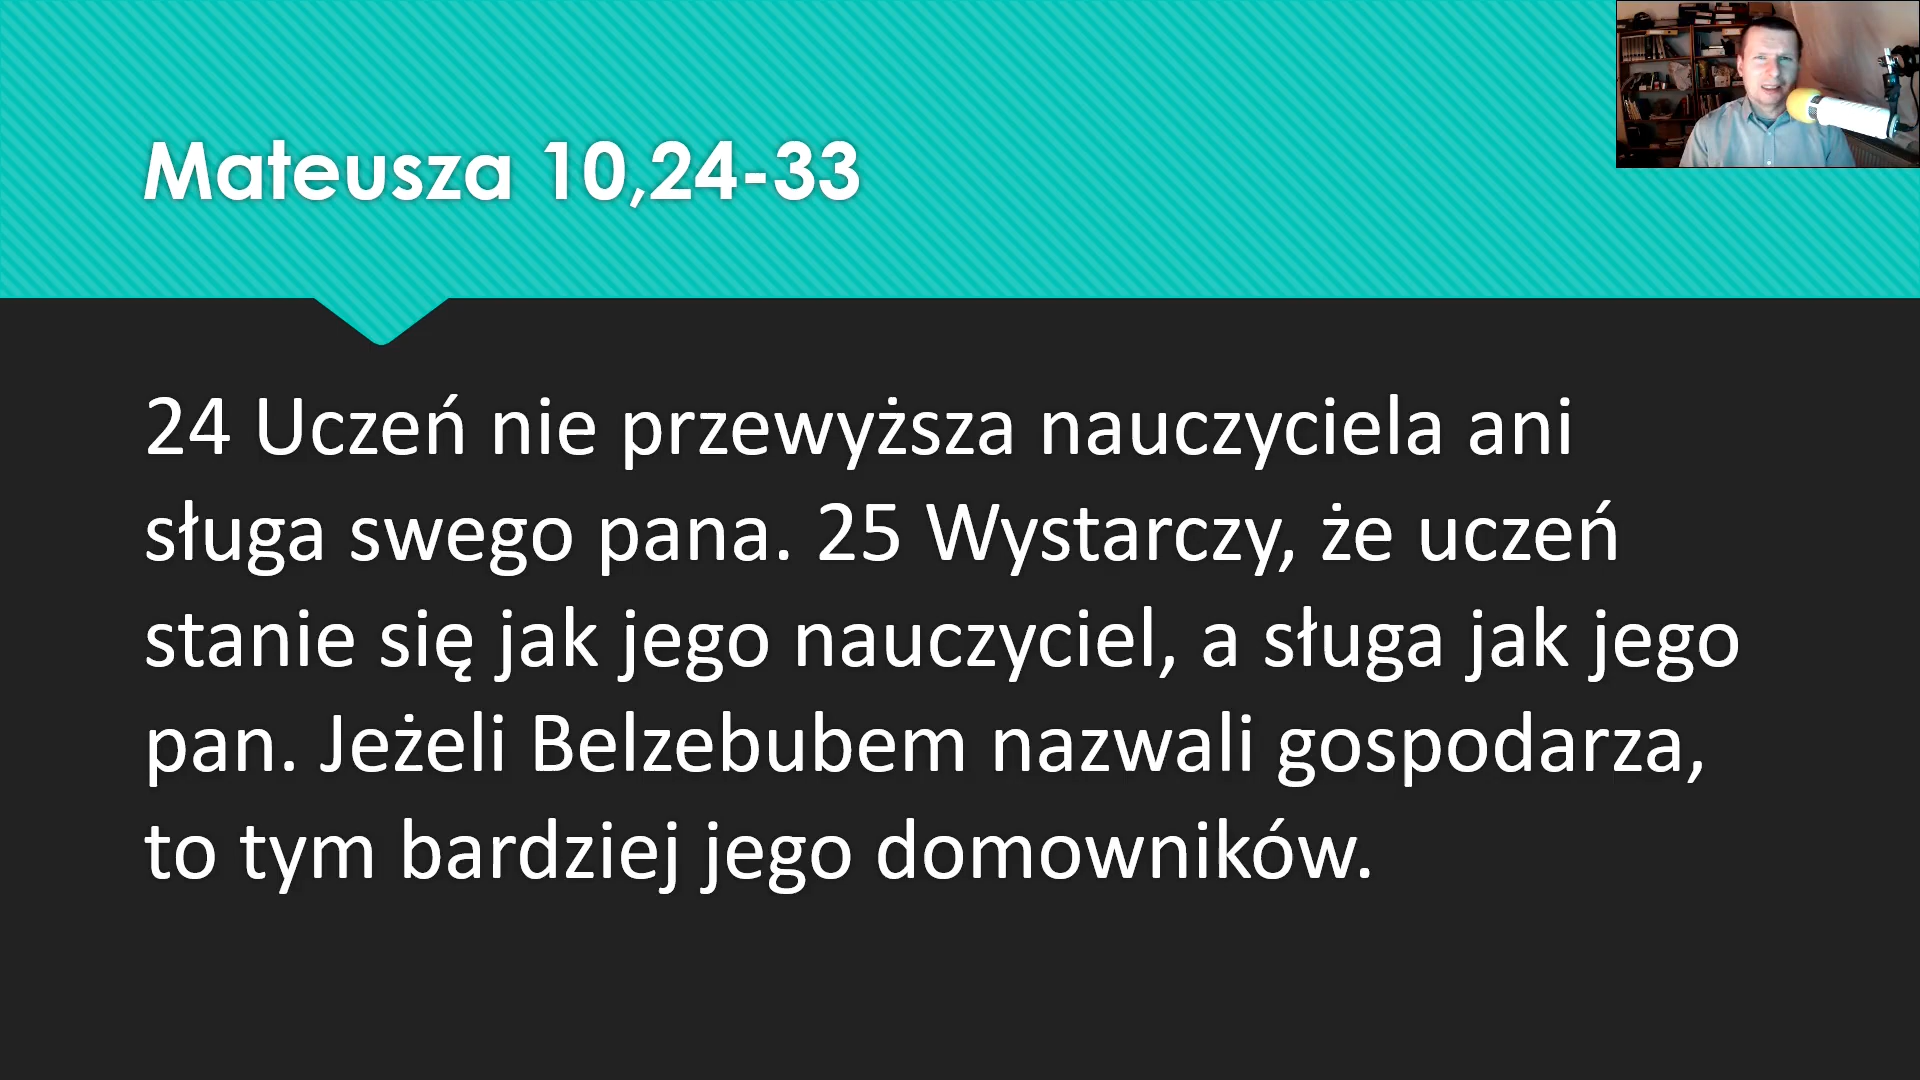 Mateusza 10,24-33
24 Uczeń nie przewyższa nauczyciela ani
sługa swego pana. 25 Wystarczy, że uczeń
stanie się jak jego nauczyciel, a sługa jak jego
pan. Jeżeli Belzebubem nazwali gospodarza,
to tym bardziej jego domowników.